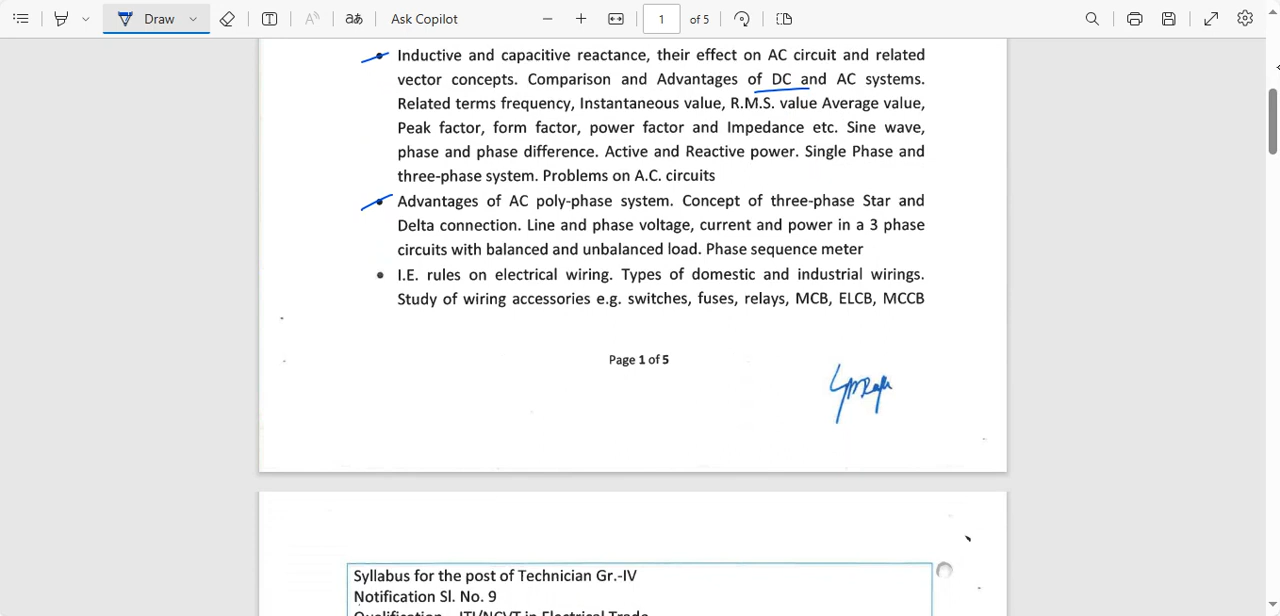 Draw
Ask Copilot
1 of 5
Inductive and capacitive reactance, their effect on AC circuit and related
vector concepts. Comparison and Advantages of DC and AC systems.
Related terms frequency, Instantaneous value, R.M.S. value Average value,
Peak factor, form factor, power factor and Impedance etc. Sine wave,
phase and phase difference. Active and Reactive power. Single Phase and
three-phase system. Problems on A.C. circuits
Advantages of AC poly-phase system. Concept of three-phase Star and
Delta connection. Line and phase voltage, current and power in a 3 phase
circuits with balanced and unbalanced load. Phase sequence meter
I.E. rules on electrical wiring. Types of domestic and industrial wirings.
Study of wiring accessories e.g. switches, fuses, relays, MCB, ELCB, MCCB
Page 1 of 5
Syllabus for the post of Technician Gr.-IV
Notification Sl. No. 9
Qualification – ITI/NCVT in Electrical Trade